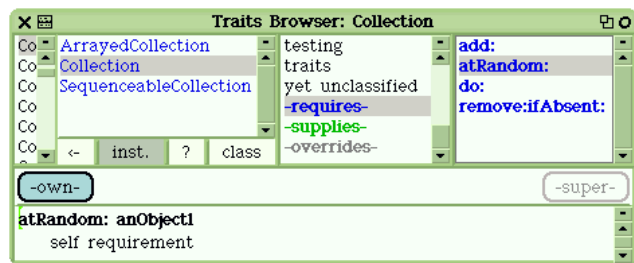 Traits Browser: Collection
Co
Co
Co
Co
Co
Co
ArrayedCollection
Collection
SequenceableCollection
<-
inst.
?
class
testing
traits
yet unclassified
-requires-
-supplies-
-overrides-
add:
atRandom:
do:
remove:ifAbsent:
-own-
-super-
atRandom: anObject1
self requirement